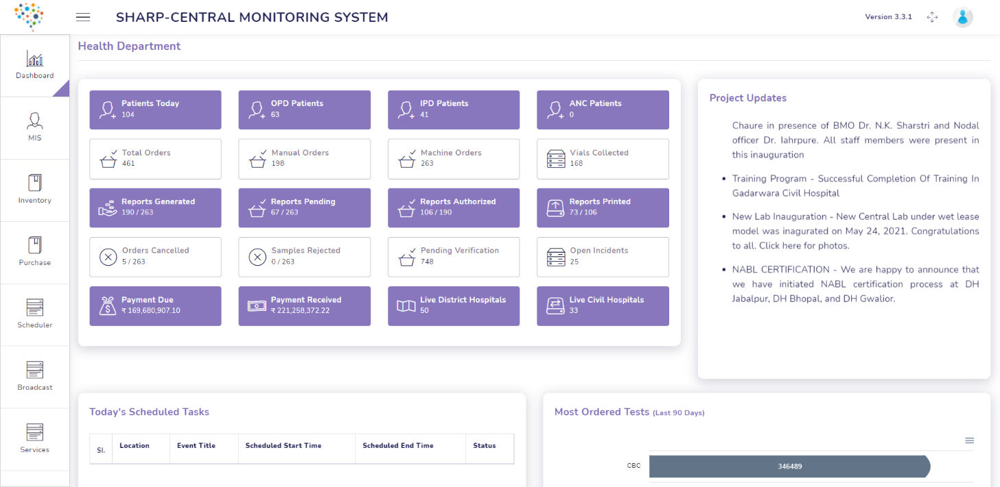 SHARP-CENTRAL MONITORING SYSTEM
Version 3.3.1
Dashboard
MIS
Inventory
Purchase
Scheduler
Broadcast
Services
Health Department
Patients Today
104
OPD Patients
63
IPD Patients
41
ANC Patients
0
Total Orders
461
Manual Orders
198
Machine Orders
263
Vials Collected
168
Reports Generated
190 / 263
Reports Pending
67 / 263
Reports Authorized
106 / 190
Reports Printed
73 / 106
Orders Cancelled
5 / 263
Samples Rejected
0 / 263
Pending Verification
748
Open Incidents
25
Payment Due
₹ 169,680,907.10
Payment Received
₹ 221,258,372.22
Live District Hospitals
50
Live Civil Hospitals
33
Project Updates
Chaure in presence of BMO Dr. N.K. Sharstri and Nodal
officer Dr. Iahrpure. All staff members were present in
this inauguration
• Training Program - Successful Completion Of Training In
Gadarwara Civil Hospital
• New Lab Inauguration - New Central Lab under wet lease
model was inagurated on May 24, 2021. Congratulations
to all. Click here for photos.
• NABL CERTIFICATION - We are happy to announce that
we have initiated NABL certification process at DH
Jabalpur, DH Bhopal, and DH Gwalior.
Today's Scheduled Tasks
Sl. Location Event Title Scheduled Start Time Scheduled End Time Status
Most Ordered Tests (Last 90 Days)
CBC 346489